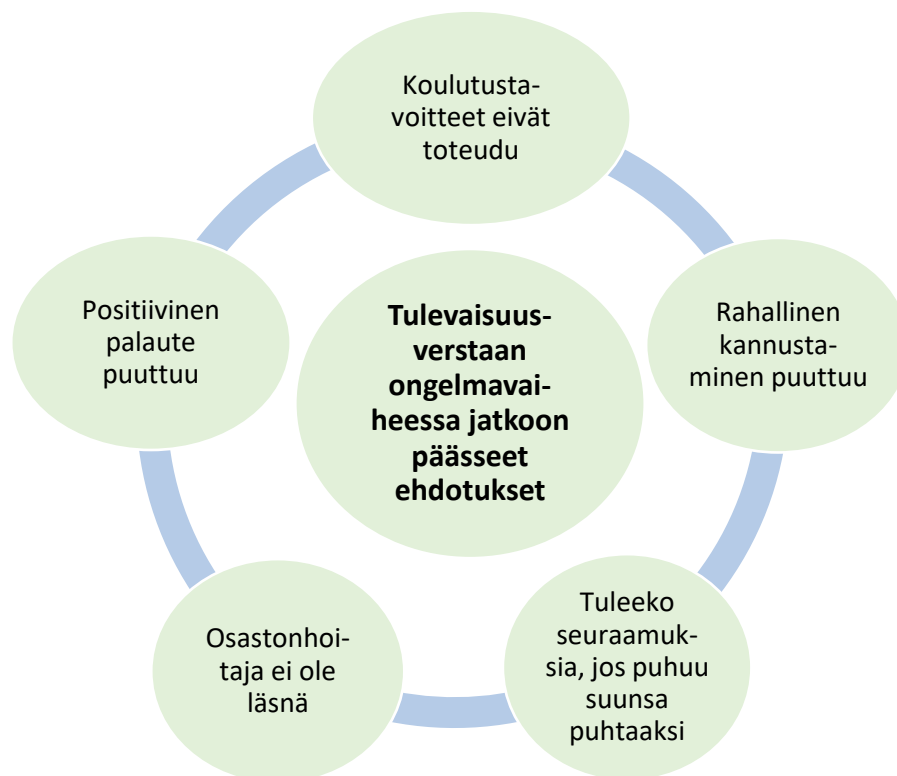 Koulutusta-
voitteet eivät
toteudu
Rahallinen
kannusta-
minen puuttuu
Tuleeko
seuraamuk-
sia, jos puhuu
suunsa
puhtaaksi
Osastonhoi-
taja ei ole
läsnä
Positiivinen
palaute
puuttuu
Tulevaisuus-
verstaan
ongelmavai-
heessa jatkoon
päässeet
ehdotukset